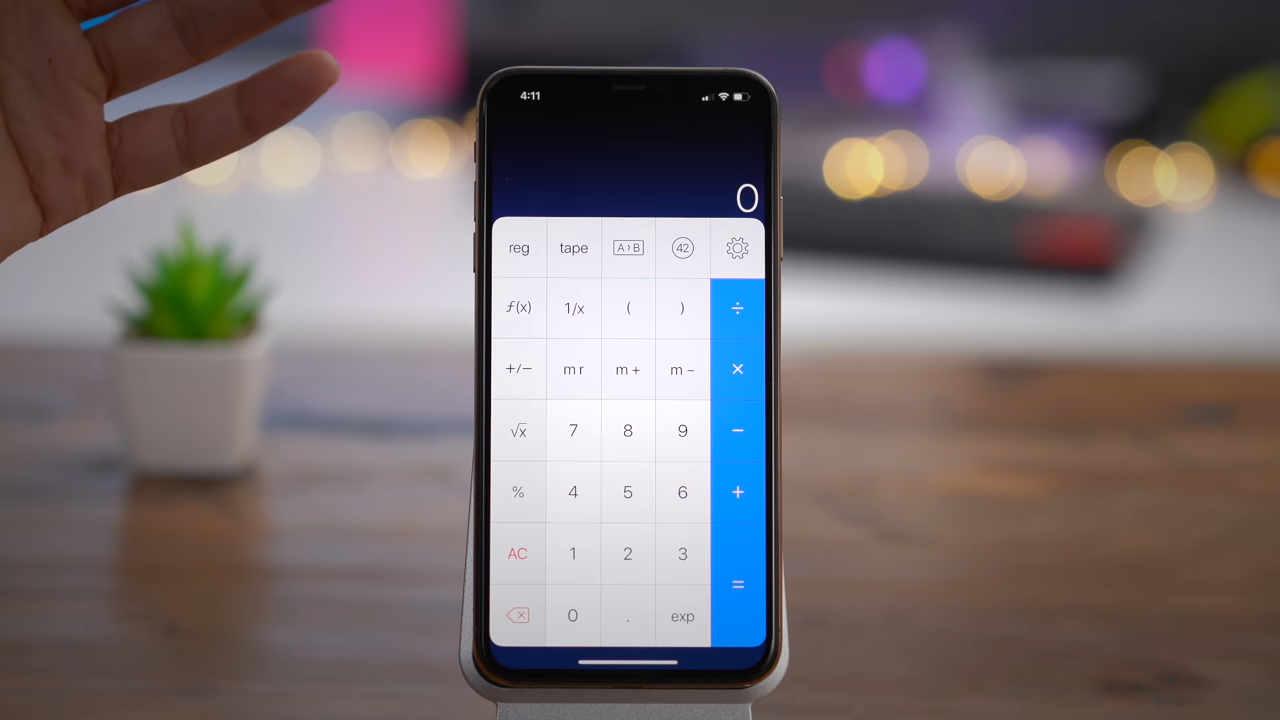 4:11
0
reg tape A›B 42
f(x) 1/x ( ) ÷
+/− m r m + m − ×
√x 7 8 9 −
% 4 5 6 +
AC 1 2 3 =
0 . exp